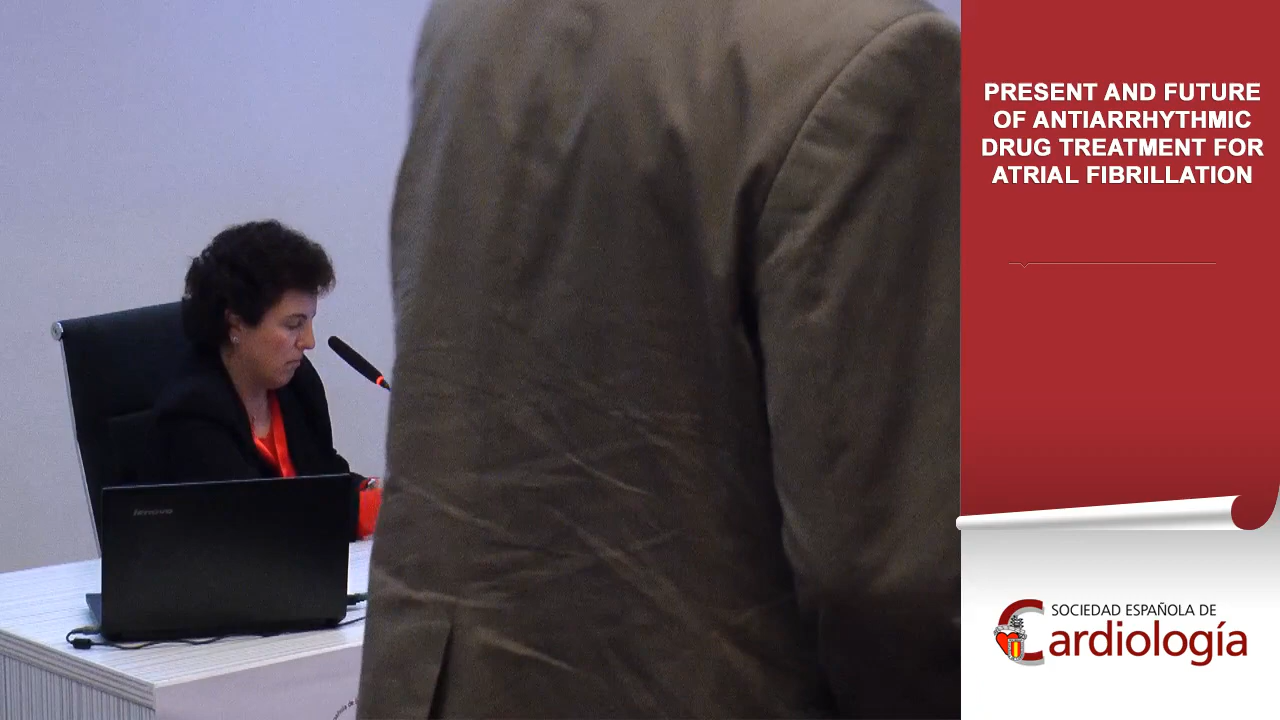 PRESENT AND FUTURE
OF ANTIARRHYTHMIC
DRUG TREATMENT FOR
ATRIAL FIBRILLATION
lenovo
SOCIEDAD ESPAÑOLA DE
Cardiología